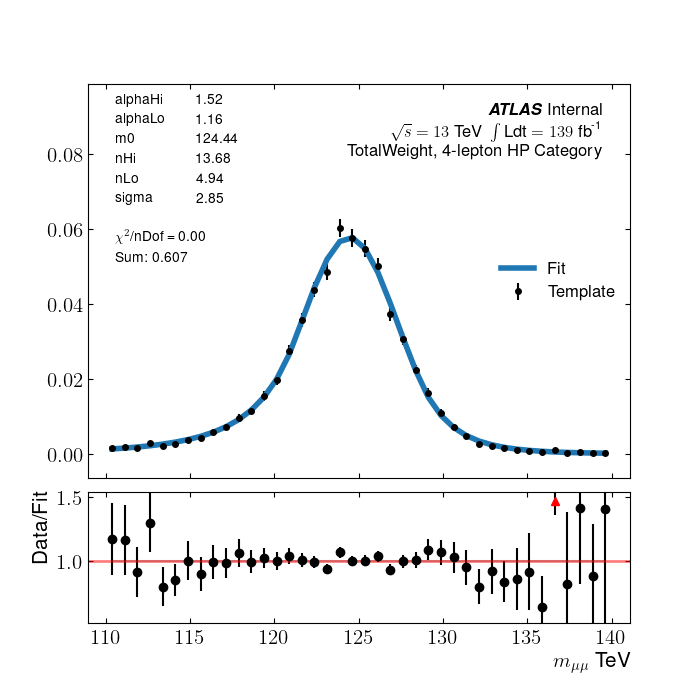 alphaHi 1.52
alphaLo 1.16
m0 124.44
nHi 13.68
nLo 4.94
sigma 2.85
χ²/nDof = 0.00
Sum: 0.607
ATLAS Internal
√s = 13 TeV ∫ Ldt = 139 fb⁻¹
TotalWeight, 4-lepton HP Category
Fit
Template
0.08
0.06
0.04
0.02
0.00
Data/Fit
1.5
1.0
110 115 120 125 130 135 140
m_μμ TeV